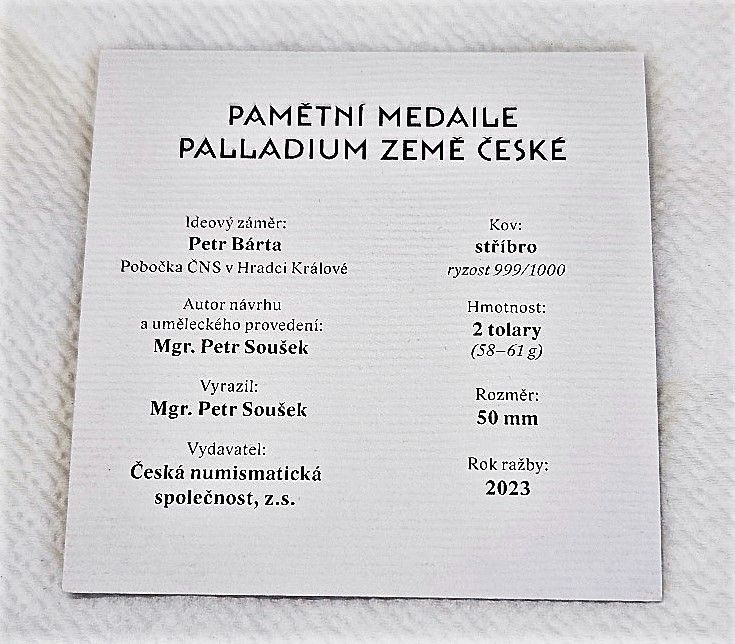 PAMĚTNÍ MEDAILE
PALLADIUM ZEMĚ ČESKÉ
Ideový záměr:
Petr Bárta
Pobočka ČNS v Hradci Králové
Autor návrhu
a uměleckého provedení:
Mgr. Petr Soušek
Vyrazil:
Mgr. Petr Soušek
Vydavatel:
Česká numismatická
společnost, z.s.
Kov:
stříbro
ryzost 999/1000
Hmotnost:
2 tolary
(58–61 g)
Rozměr:
50 mm
Rok ražby:
2023